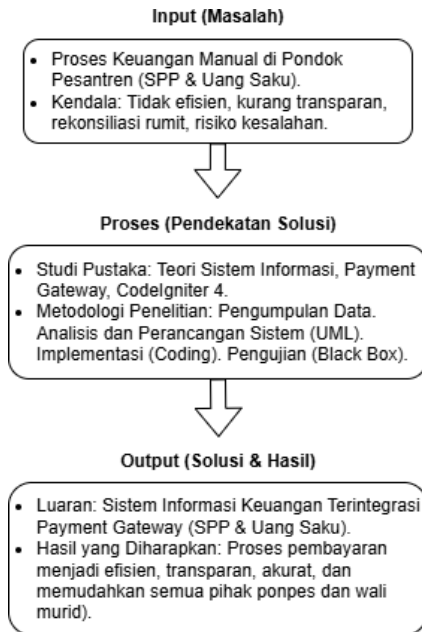 Input (Masalah)
• Proses Keuangan Manual di Pondok
Pesantren (SPP & Uang Saku).
• Kendala: Tidak efisien, kurang transparan,
rekonsiliasi rumit, risiko kesalahan.
Proses (Pendekatan Solusi)
• Studi Pustaka: Teori Sistem Informasi, Payment
Gateway, CodeIgniter 4.
• Metodologi Penelitian: Pengumpulan Data.
Analisis dan Perancangan Sistem (UML).
Implementasi (Coding). Pengujian (Black Box).
Output (Solusi & Hasil)
• Luaran: Sistem Informasi Keuangan Terintegrasi
Payment Gateway (SPP & Uang Saku).
• Hasil yang Diharapkan: Proses pembayaran
menjadi efisien, transparan, akurat, dan
memudahkan semua pihak ponpes dan wali
murid).